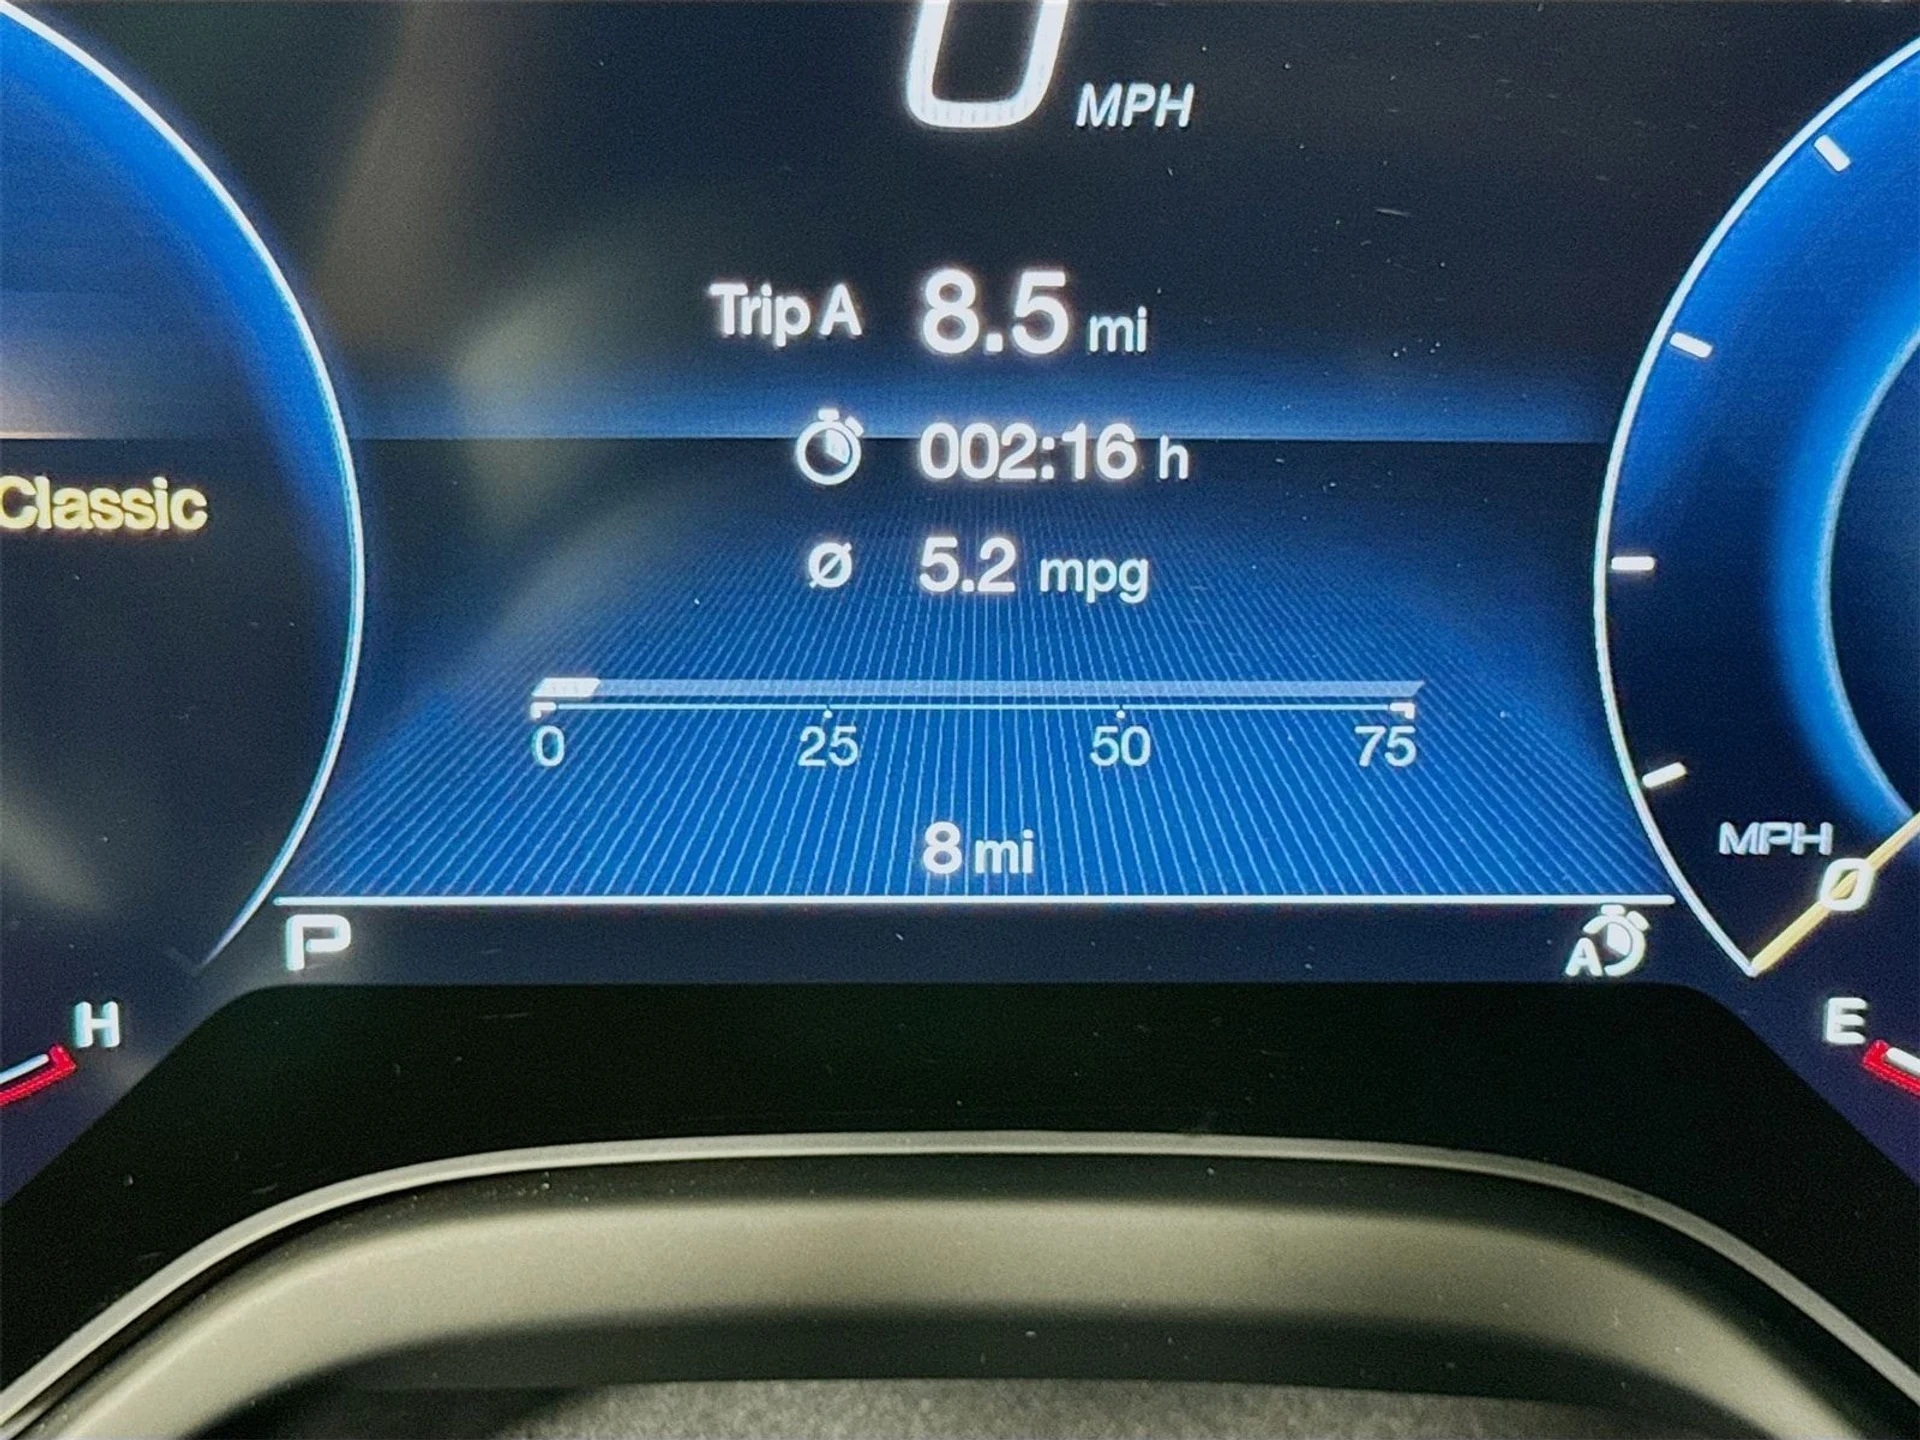 0 MPH
Trip A 8.5 mi
002:16 h
Classic
Ø 5.2 mpg
0 25 50 75
8 mi
MPH
0
P
A
H
E